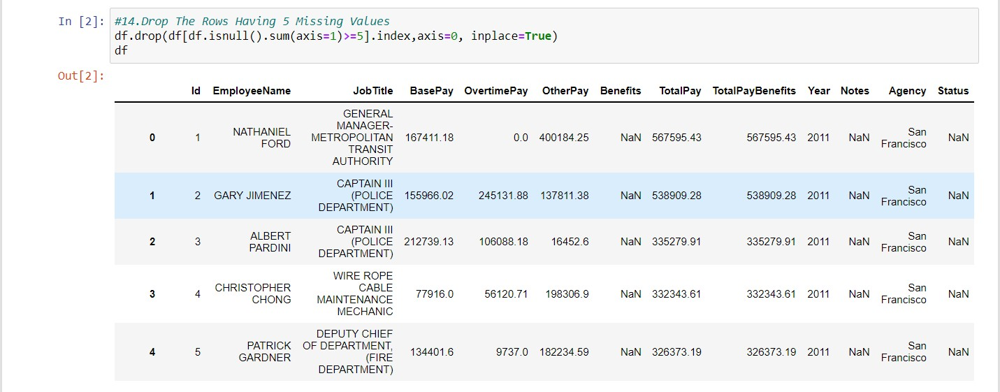 In [2]: #14.Drop The Rows Having 5 Missing Values
df.drop(df[df.isnull().sum(axis=1)>=5].index,axis=0, inplace=True)
df
Out[2]:
Id EmployeeName JobTitle BasePay OvertimePay OtherPay Benefits TotalPay TotalPayBenefits Year Notes Agency Status
0 1 NATHANIEL FORD GENERAL MANAGER-METROPOLITAN TRANSIT AUTHORITY 167411.18 0.0 400184.25 NaN 567595.43 567595.43 2011 NaN San Francisco NaN
1 2 GARY JIMENEZ CAPTAIN III (POLICE DEPARTMENT) 155966.02 245131.88 137811.38 NaN 538909.28 538909.28 2011 NaN San Francisco NaN
2 3 ALBERT PARDINI CAPTAIN III (POLICE DEPARTMENT) 212739.13 106088.18 16452.6 NaN 335279.91 335279.91 2011 NaN San Francisco NaN
3 4 CHRISTOPHER CHONG WIRE ROPE CABLE MAINTENANCE MECHANIC 77916.0 56120.71 198306.9 NaN 332343.61 332343.61 2011 NaN San Francisco NaN
4 5 PATRICK GARDNER DEPUTY CHIEF OF DEPARTMENT, (FIRE DEPARTMENT) 134401.6 9737.0 182234.59 NaN 326373.19 326373.19 2011 NaN San Francisco NaN